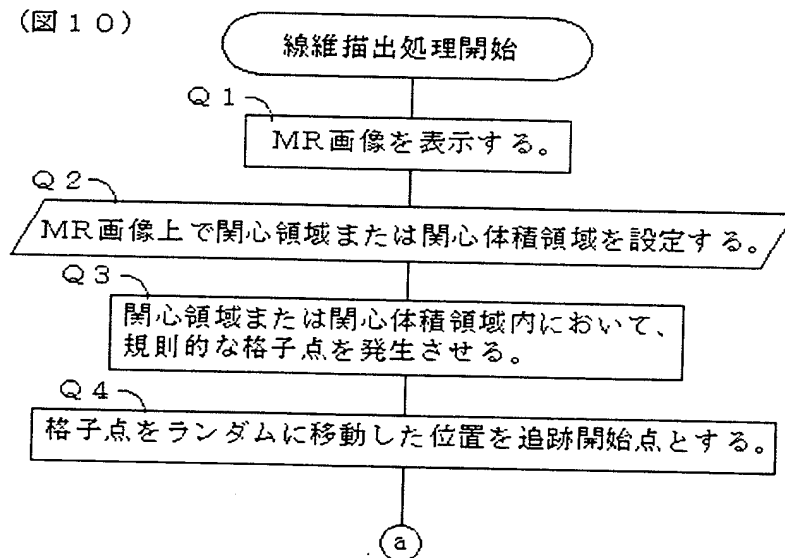 (図10)
線維描出処理開始
Q1
MR画像を表示する。
Q2
MR画像上で関心領域または関心体積領域を設定する。
Q3
関心領域または関心体積領域内において、
規則的な格子点を発生させる。
Q4
格子点をランダムに移動した位置を追跡開始点とする。
a